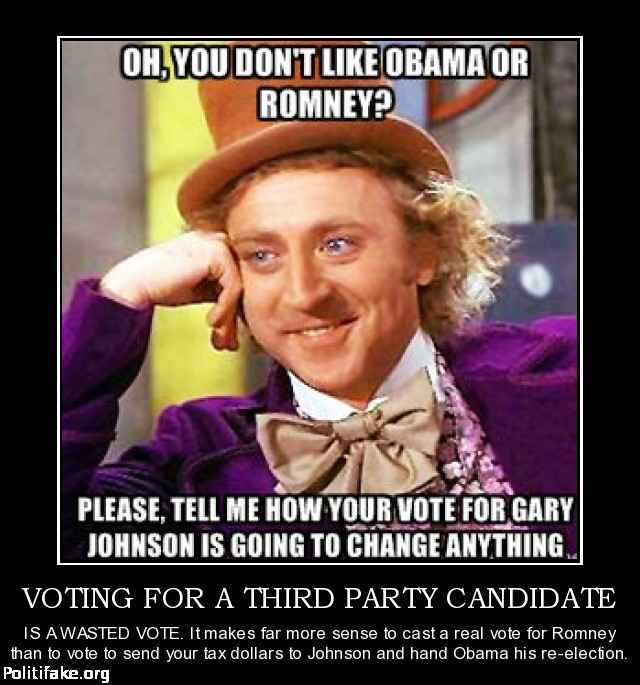 OH, YOU DON'T LIKE OBAMA OR
ROMNEY?
PLEASE, TELL ME HOW YOUR VOTE FOR GARY
JOHNSON IS GOING TO CHANGE ANYTHING
VOTING FOR A THIRD PARTY CANDIDATE
IS A WASTED VOTE. It makes far more sense to cast a real vote for Romney
than to vote to send your tax dollars to Johnson and hand Obama his re-election.
Politifake.org